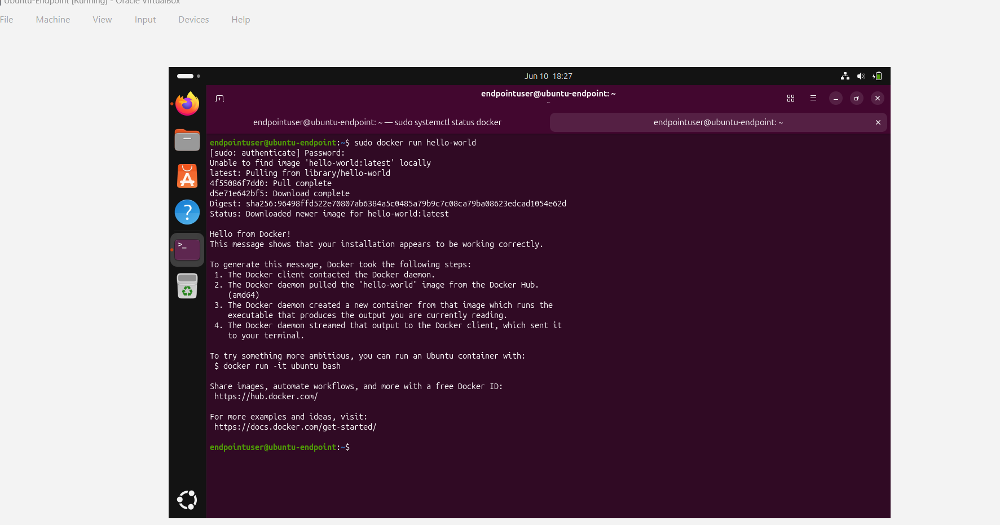 Ubuntu-Endpoint [Running] - Oracle VirtualBox
File Machine View Input Devices Help
Jun 10 18:27
endpointuser@ubuntu-endpoint: ~
~
endpointuser@ubuntu-endpoint: ~ — sudo systemctl status docker
endpointuser@ubuntu-endpoint: ~
endpointuser@ubuntu-endpoint:~$ sudo docker run hello-world
[sudo: authenticate] Password:
Unable to find image 'hello-world:latest' locally
latest: Pulling from library/hello-world
4f55086f7dd0: Pull complete
d5e71e642bf5: Download complete
Digest: sha256:96498ffd522e70807ab6384a5c0485a79b9c7c08ca79ba08623edcad1054e62d
Status: Downloaded newer image for hello-world:latest
Hello from Docker!
This message shows that your installation appears to be working correctly.
To generate this message, Docker took the following steps:
1. The Docker client contacted the Docker daemon.
2. The Docker daemon pulled the "hello-world" image from the Docker Hub.
(amd64)
3. The Docker daemon created a new container from that image which runs the
executable that produces the output you are currently reading.
4. The Docker daemon streamed that output to the Docker client, which sent it
to your terminal.
To try something more ambitious, you can run an Ubuntu container with:
$ docker run -it ubuntu bash
Share images, automate workflows, and more with a free Docker ID:
https://hub.docker.com/
For more examples and ideas, visit:
https://docs.docker.com/get-started/
endpointuser@ubuntu-endpoint:~$